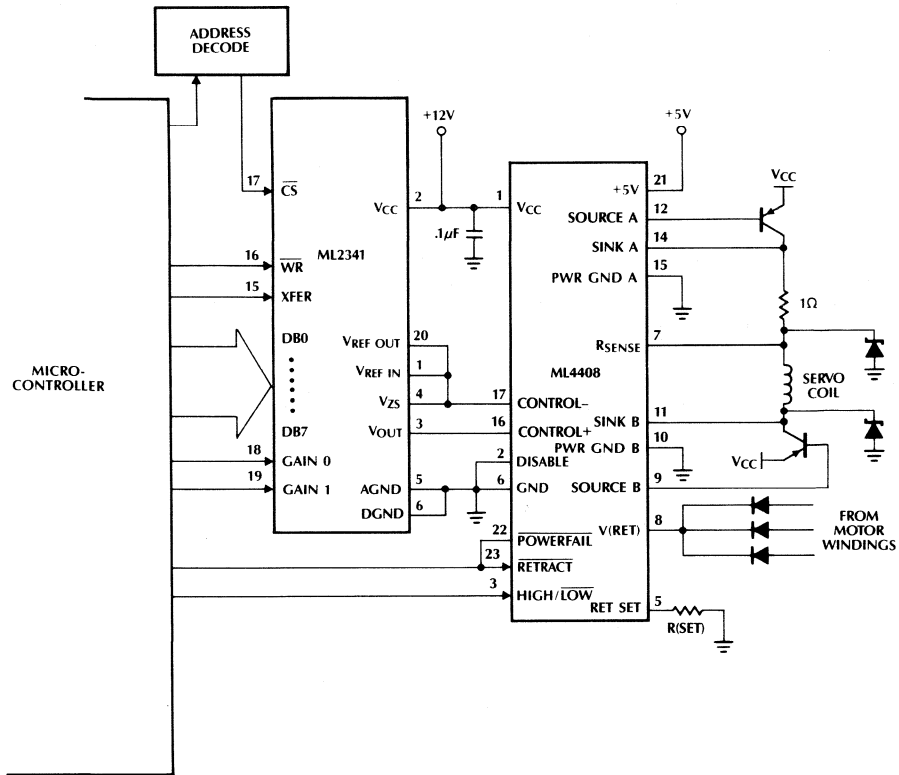 ADDRESS
DECODE
MICRO-
CONTROLLER
ML2341
17 CS̅
16 W̅R̅
15 XFER
DB0
DB7
18 GAIN 0
19 GAIN 1
VCC 2
VREF OUT 20
VREF IN 1
VZS 4
VOUT 3
AGND 5
DGND 6
+12V
.1µF
ML4408
1 VCC
17 CONTROL−
16 CONTROL+
2 DISABLE
6 GND
22 P̅O̅W̅E̅R̅F̅A̅I̅L̅
23 R̅E̅T̅R̅A̅C̅T̅
3 HIGH/L̅O̅W̅
+5V
+5V 21
SOURCE A 12
SINK A 14
PWR GND A 15
RSENSE 7
SINK B 11
PWR GND B 10
SOURCE B 9
V(RET) 8
RET SET 5
VCC
1Ω
SERVO
COIL
VCC
FROM
MOTOR
WINDINGS
R(SET)